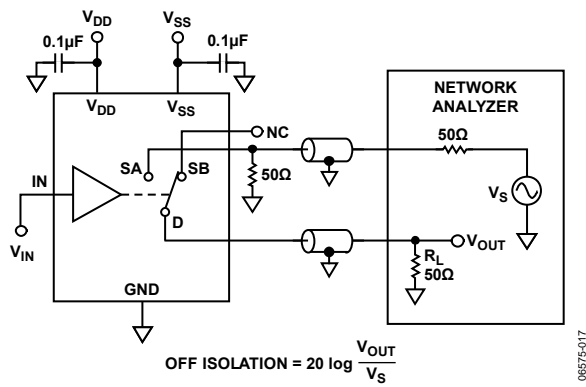 VDD
VSS
0.1µF
0.1µF
VDD
VSS
NETWORK
ANALYZER
NC
50Ω
SA
SB
50Ω
IN
VS
D
VIN
VOUT
RL
50Ω
GND
OFF ISOLATION = 20 log VOUT
VS
06575-017